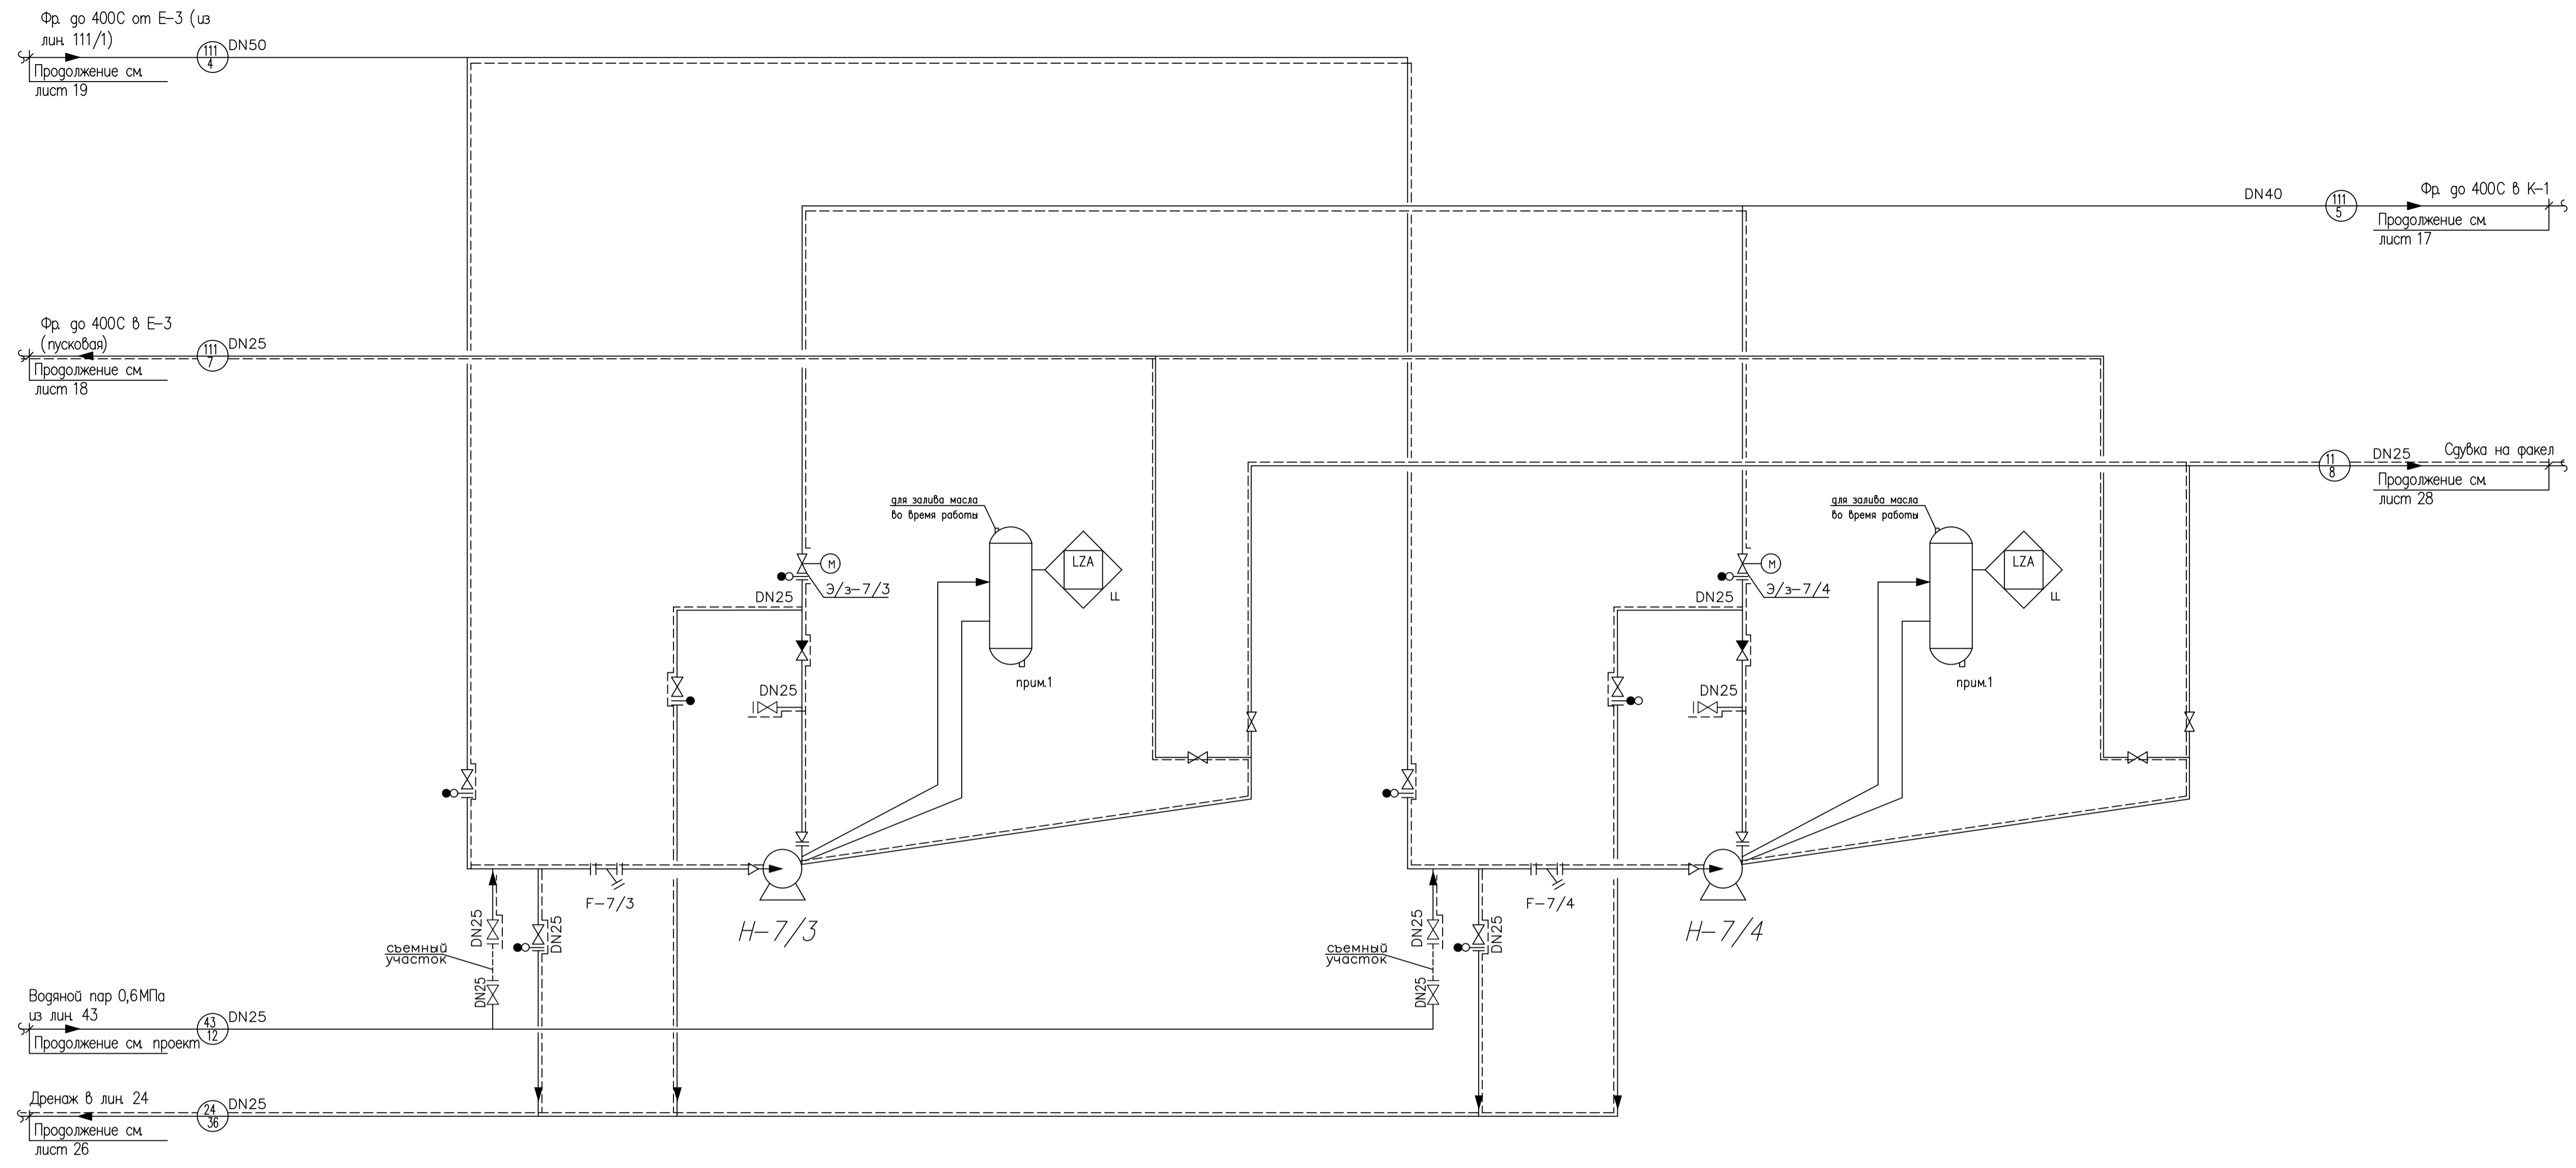 Фр. до 400С от Е-3 (из
лин. 111/1)
111
4
DN50
Продолжение см.
лист 19
DN40
111
5
Фр. до 400С в К-1
Продолжение см.
лист 17
Фр. до 400С в Е-3
(пусковая)
111
7
DN25
Продолжение см.
лист 18
11
8
DN25
Сдувка на факел
Продолжение см.
лист 28
для залива масла
во время работы
LZA
LL
М
Э/з-7/3
DN25
DN25
прим.1
для залива масла
во время работы
LZA
LL
М
Э/з-7/4
DN25
DN25
прим.1
F-7/3
Н-7/3
F-7/4
Н-7/4
DN25
DN25
съемный
участок
DN25
DN25
DN25
съемный
участок
DN25
Водяной пар 0,6МПа
из лин. 43
43
12
DN25
Продолжение см. проект
Дренаж в лин. 24
24
36
DN25
Продолжение см.
лист 26